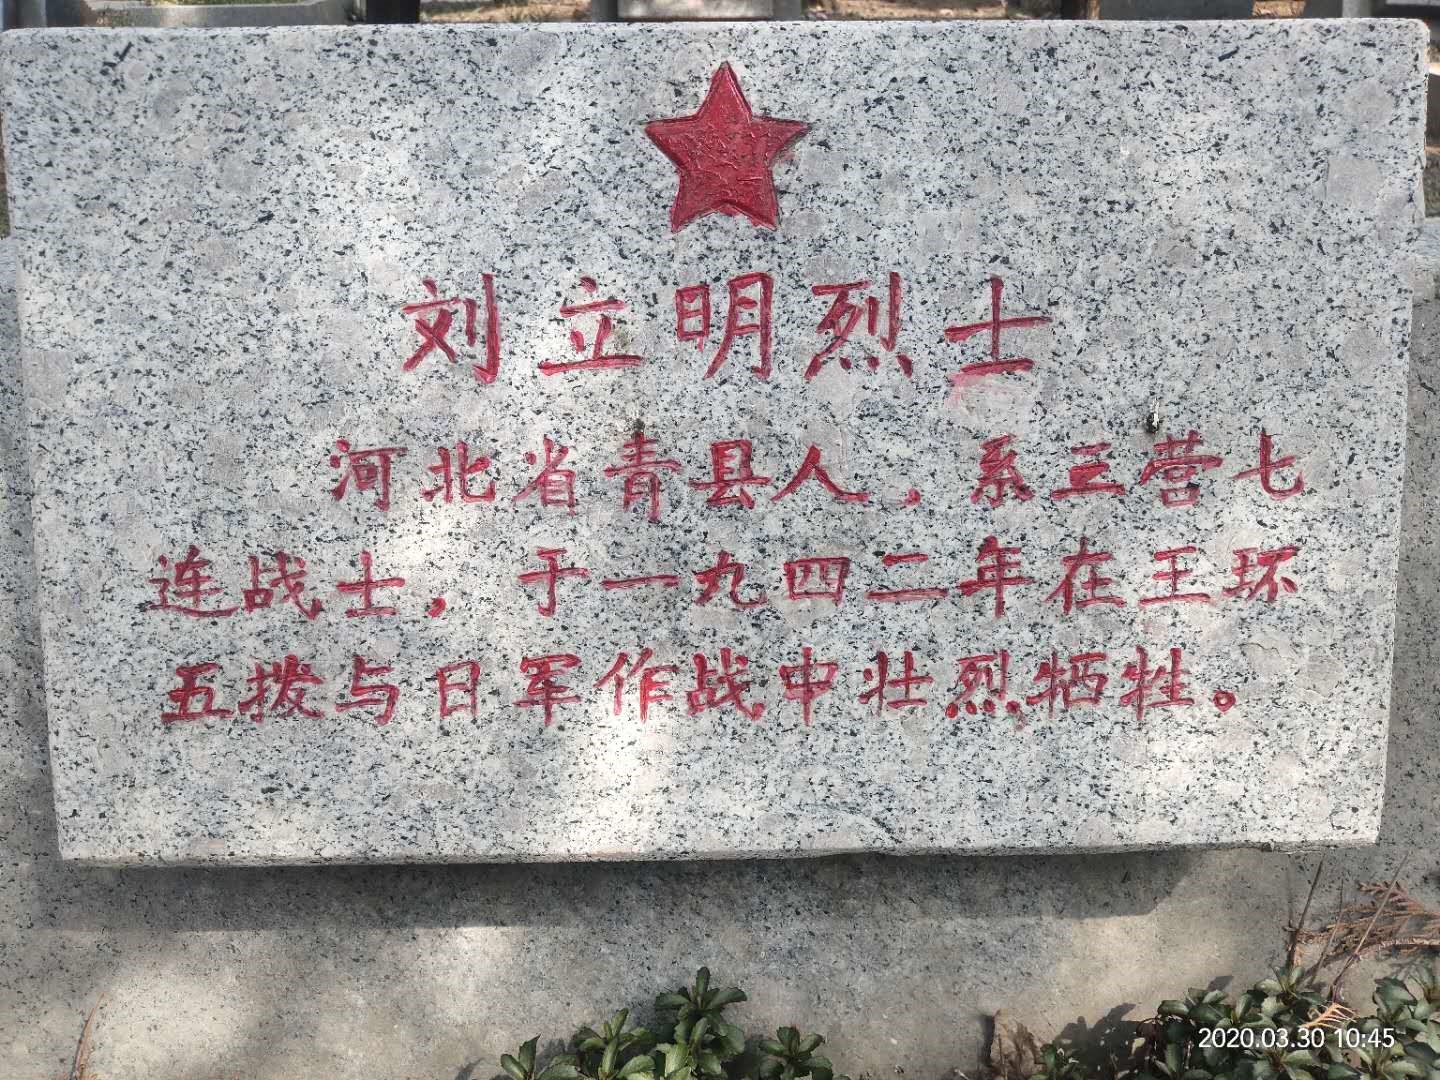 刘立明烈士
河北省青县人，系三营七
连战士，于一九四二年在王环
五拨与日军作战中壮烈牺牲。
2020.03.30 10:45